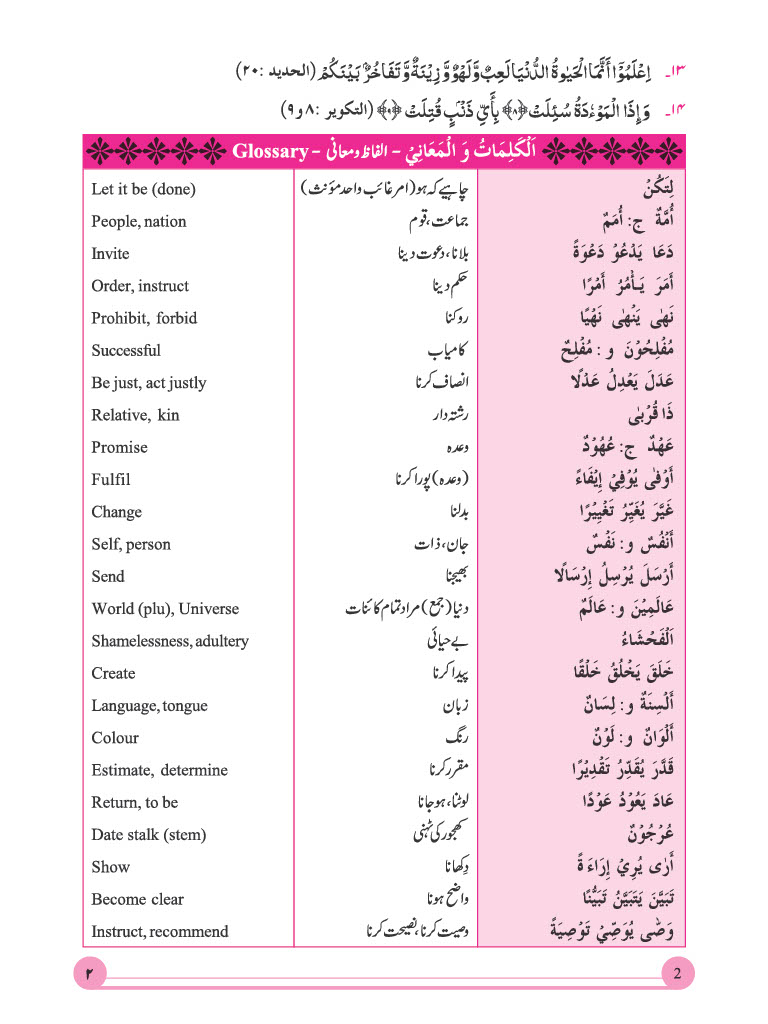 ۱۳۔ اِعْلَمُوْٓا اَنَّمَا الْحَيٰوةُ الدُّنْيَا لَعِبٌ وَّلَهْوٌ وَّزِيْنَةٌ وَّتَفَاخُرٌۢ بَيْنَكُمْ (الحديد :۲۰)
۱۴۔ وَ اِذَا الْمَوْءٗدَةُ سُئِلَتْ ﴿۸﴾ بِأَيِّ ذَنْۢبٍ قُتِلَتْ ﴿۹﴾ (التكوير :۸ و ۹)
اَلْكَلِمَاتُ وَ الْمَعَانِيْ - الفاظ ومعانی - Glossary
لِتَكُنْ چاہیے کہ ہو (امر غائب واحد مؤنث) Let it be (done)
أُمَّةٌ ج: أُمَمٌ جماعت، قوم People, nation
دَعَا يَدْعُوْ دَعْوَةً بلانا، دعوت دینا Invite
أَمَرَ يَأْمُرُ أَمْرًا حکم دینا Order, instruct
نَهٰى يَنْهٰى نَهْيًا روکنا Prohibit, forbid
مُفْلِحُوْنَ و : مُفْلِحٌ کامیاب Successful
عَدَلَ يَعْدِلُ عَدْلًا انصاف کرنا Be just, act justly
ذَا قُرْبٰى رشتہ دار Relative, kin
عَهْدٌ ج: عُهُوْدٌ وعدہ Promise
أَوْفٰى يُوْفِيْ إِيْفَاءً (وعدہ) پورا کرنا Fulfil
غَيَّرَ يُغَيِّرُ تَغْيِيْرًا بدلنا Change
أَنْفُسٌ و: نَفْسٌ جان، ذات Self, person
أَرْسَلَ يُرْسِلُ إِرْسَالًا بھیجنا Send
عَالَمِيْنَ و: عَالَمٌ دنیا (جمع) مراد تمام کائنات World (plu), Universe
اَلْفَحْشَاءُ بے حیائی Shamelessness, adultery
خَلَقَ يَخْلُقُ خَلْقًا پیدا کرنا Create
أَلْسِنَةٌ و: لِسَانٌ زبان Language, tongue
أَلْوَانٌ و: لَوْنٌ رنگ Colour
قَدَّرَ يُقَدِّرُ تَقْدِيْرًا مقرر کرنا Estimate, determine
عَادَ يَعُوْدُ عَوْدًا لوٹنا، ہوجانا Return, to be
عُرْجُوْنٌ کھجور کی ٹہنی Date stalk (stem)
أَرٰى يُرِيْ إِرَاءَةً دِکھانا Show
تَبَيَّنَ يَتَبَيَّنُ تَبَيُّنًا واضح ہونا Become clear
وَصّٰى يُوَصِّيْ تَوْصِيَةً وصیت کرنا، نصیحت کرنا Instruct, recommend
۲ 2